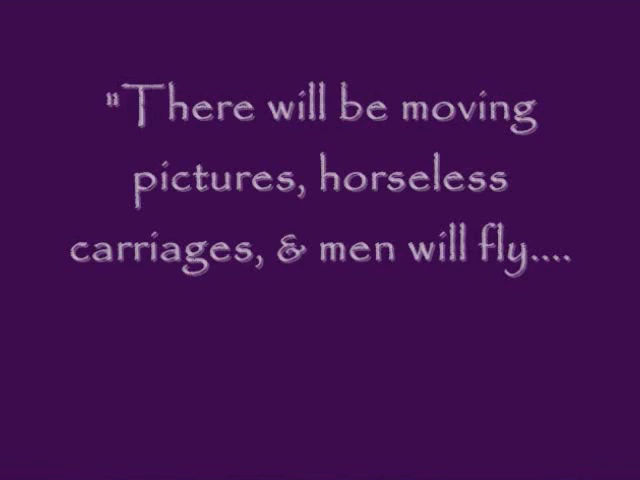 "There will be moving
pictures, horseless
carriages, & men will fly....